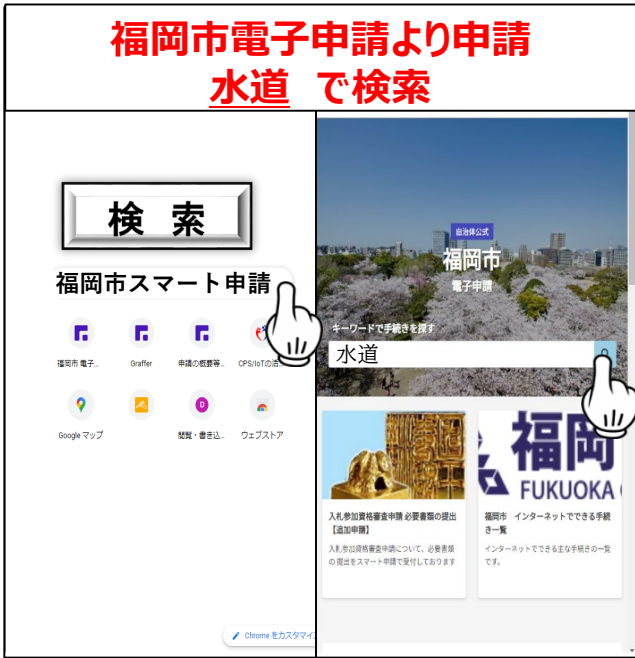 福岡市電子申請より申請
水道 で検索
検 索
福岡市スマート申請
福岡市 電子...
Graffer
申請の概要等...
CPS/IoTの活...
Google マップ
閲覧・書き込...
ウェブストア
Chrome をカスタマイ
自治体公式
福岡市
電子申請
キーワードで手続きを探す
水道
入札参加資格審査申請 必要書類の提出
【追加申請】
入札参加資格審査申請について、必要書類
の提出をスマート申請で受付しております
福岡
FUKUOKA
福岡市 インターネットでできる手続
き一覧
インターネットでできる主な手続きの一覧
です。